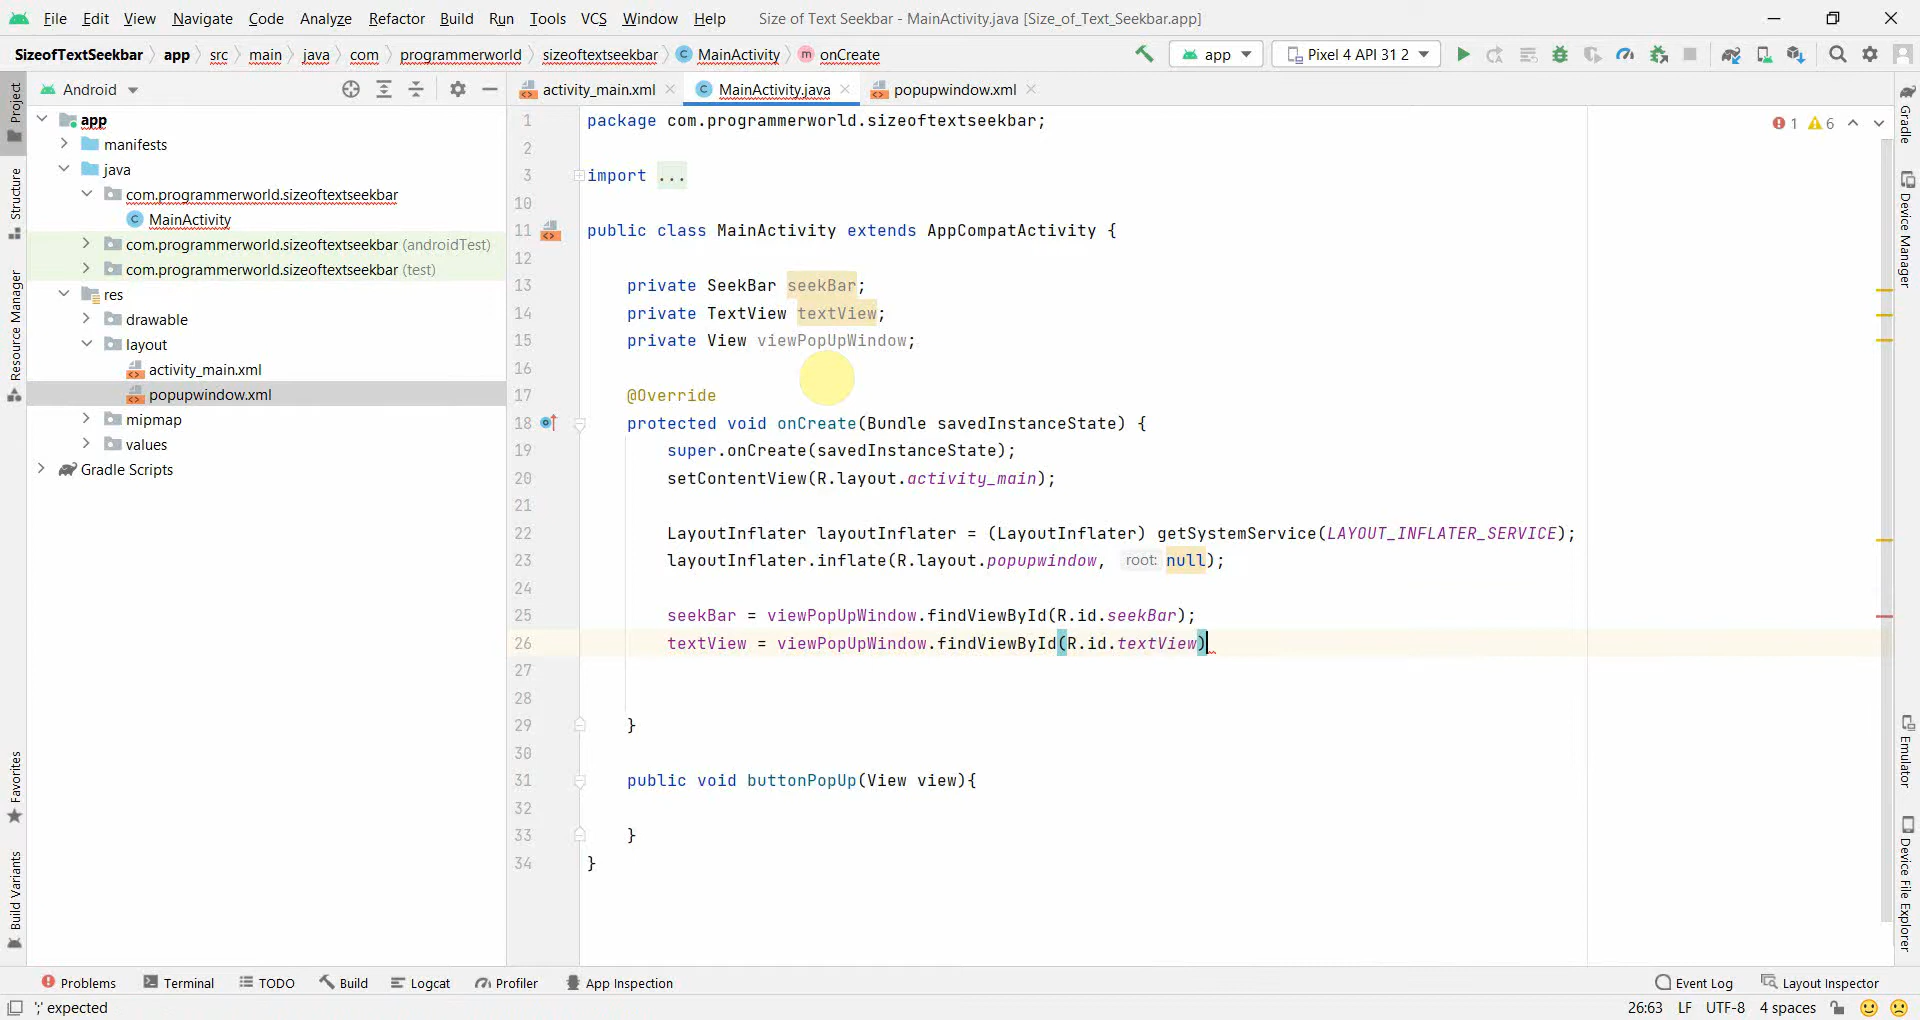 File Edit View Navigate Code Analyze Refactor Build Run Tools VCS Window Help Size of Text Seekbar - MainActivity.java [Size_of_Text_Seekbar.app]
SizeofTextSeekbar app src main java com programmerworld sizeoftextseekbar MainActivity onCreate app Pixel 4 API 31 2
Android activity_main.xml MainActivity.java popupwindow.xml
Project
Structure
Resource Manager
Favorites
Build Variants
app
manifests
java
com.programmerworld.sizeoftextseekbar
MainActivity
com.programmerworld.sizeoftextseekbar (androidTest)
com.programmerworld.sizeoftextseekbar (test)
res
drawable
layout
activity_main.xml
popupwindow.xml
mipmap
values
Gradle Scripts
1 package com.programmerworld.sizeoftextseekbar;
2
3 import ...
10
11 public class MainActivity extends AppCompatActivity {
12
13 private SeekBar seekBar;
14 private TextView textView;
15 private View viewPopUpWindow;
16
17 @Override
18 protected void onCreate(Bundle savedInstanceState) {
19 super.onCreate(savedInstanceState);
20 setContentView(R.layout.activity_main);
21
22 LayoutInflater layoutInflater = (LayoutInflater) getSystemService(LAYOUT_INFLATER_SERVICE);
23 layoutInflater.inflate(R.layout.popupwindow, root: null);
24
25 seekBar = viewPopUpWindow.findViewById(R.id.seekBar);
26 textView = viewPopUpWindow.findViewById(R.id.textView)
27
28
29 }
30
31 public void buttonPopUp(View view){
32
33 }
34 }
1 6
Gradle
Device Manager
Emulator
Device File Explorer
Problems Terminal TODO Build Logcat Profiler App Inspection Event Log Layout Inspector
';' expected 26:63 LF UTF-8 4 spaces